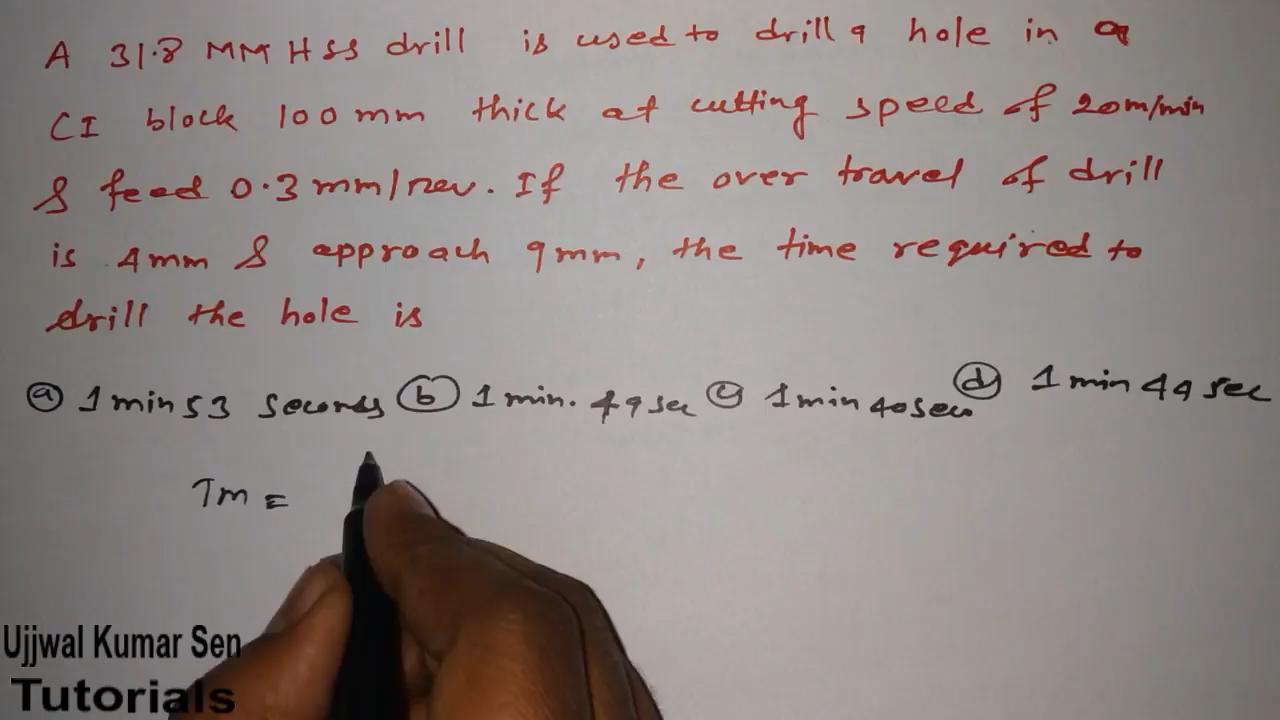 A 31.8 MM HSS drill is used to drill a hole in a
CI block 100 mm thick at cutting speed of 20m/min
& feed 0.3 mm/rev. If the over travel of drill
is 4mm & approach 9mm, the time required to
drill the hole is
(a) 1 min 53 seconds (b) 1 min. 49 sec (c) 1 min 40 sec (d) 1 min 44 sec
Tm =
Ujjwal Kumar Sen
Tutorials